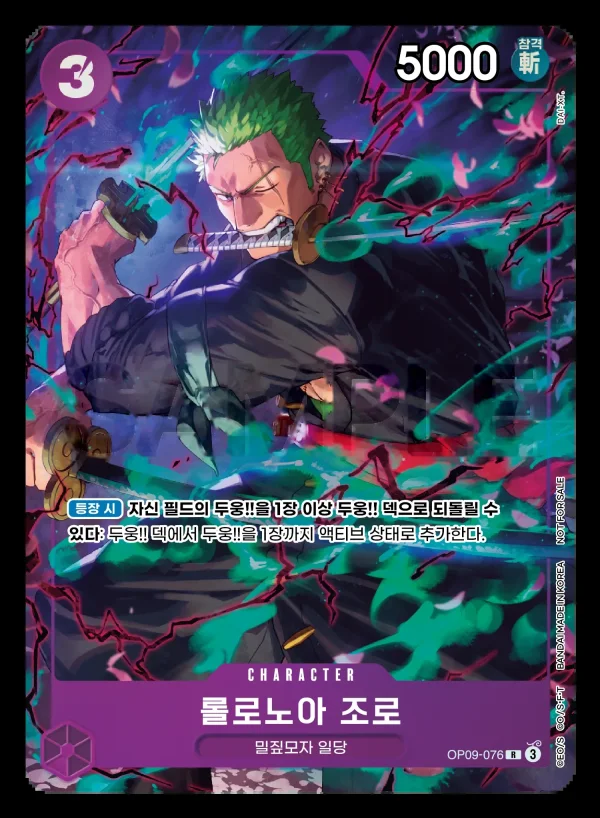 3
5000
참격
斬
DAI-XT.
SAMPLE
등장 시 자신 필드의 두웅!!을 1장 이상 두웅!! 덱으로 되돌릴 수
있다: 두웅!! 덱에서 두웅!!을 1장까지 액티브 상태로 추가한다.
NOT FOR SALE
BANDAI MADE IN KOREA
©EO/S ©O/S·F·T
CHARACTER
롤로노아 조로
밀짚모자 일당
OP09-076 R 3